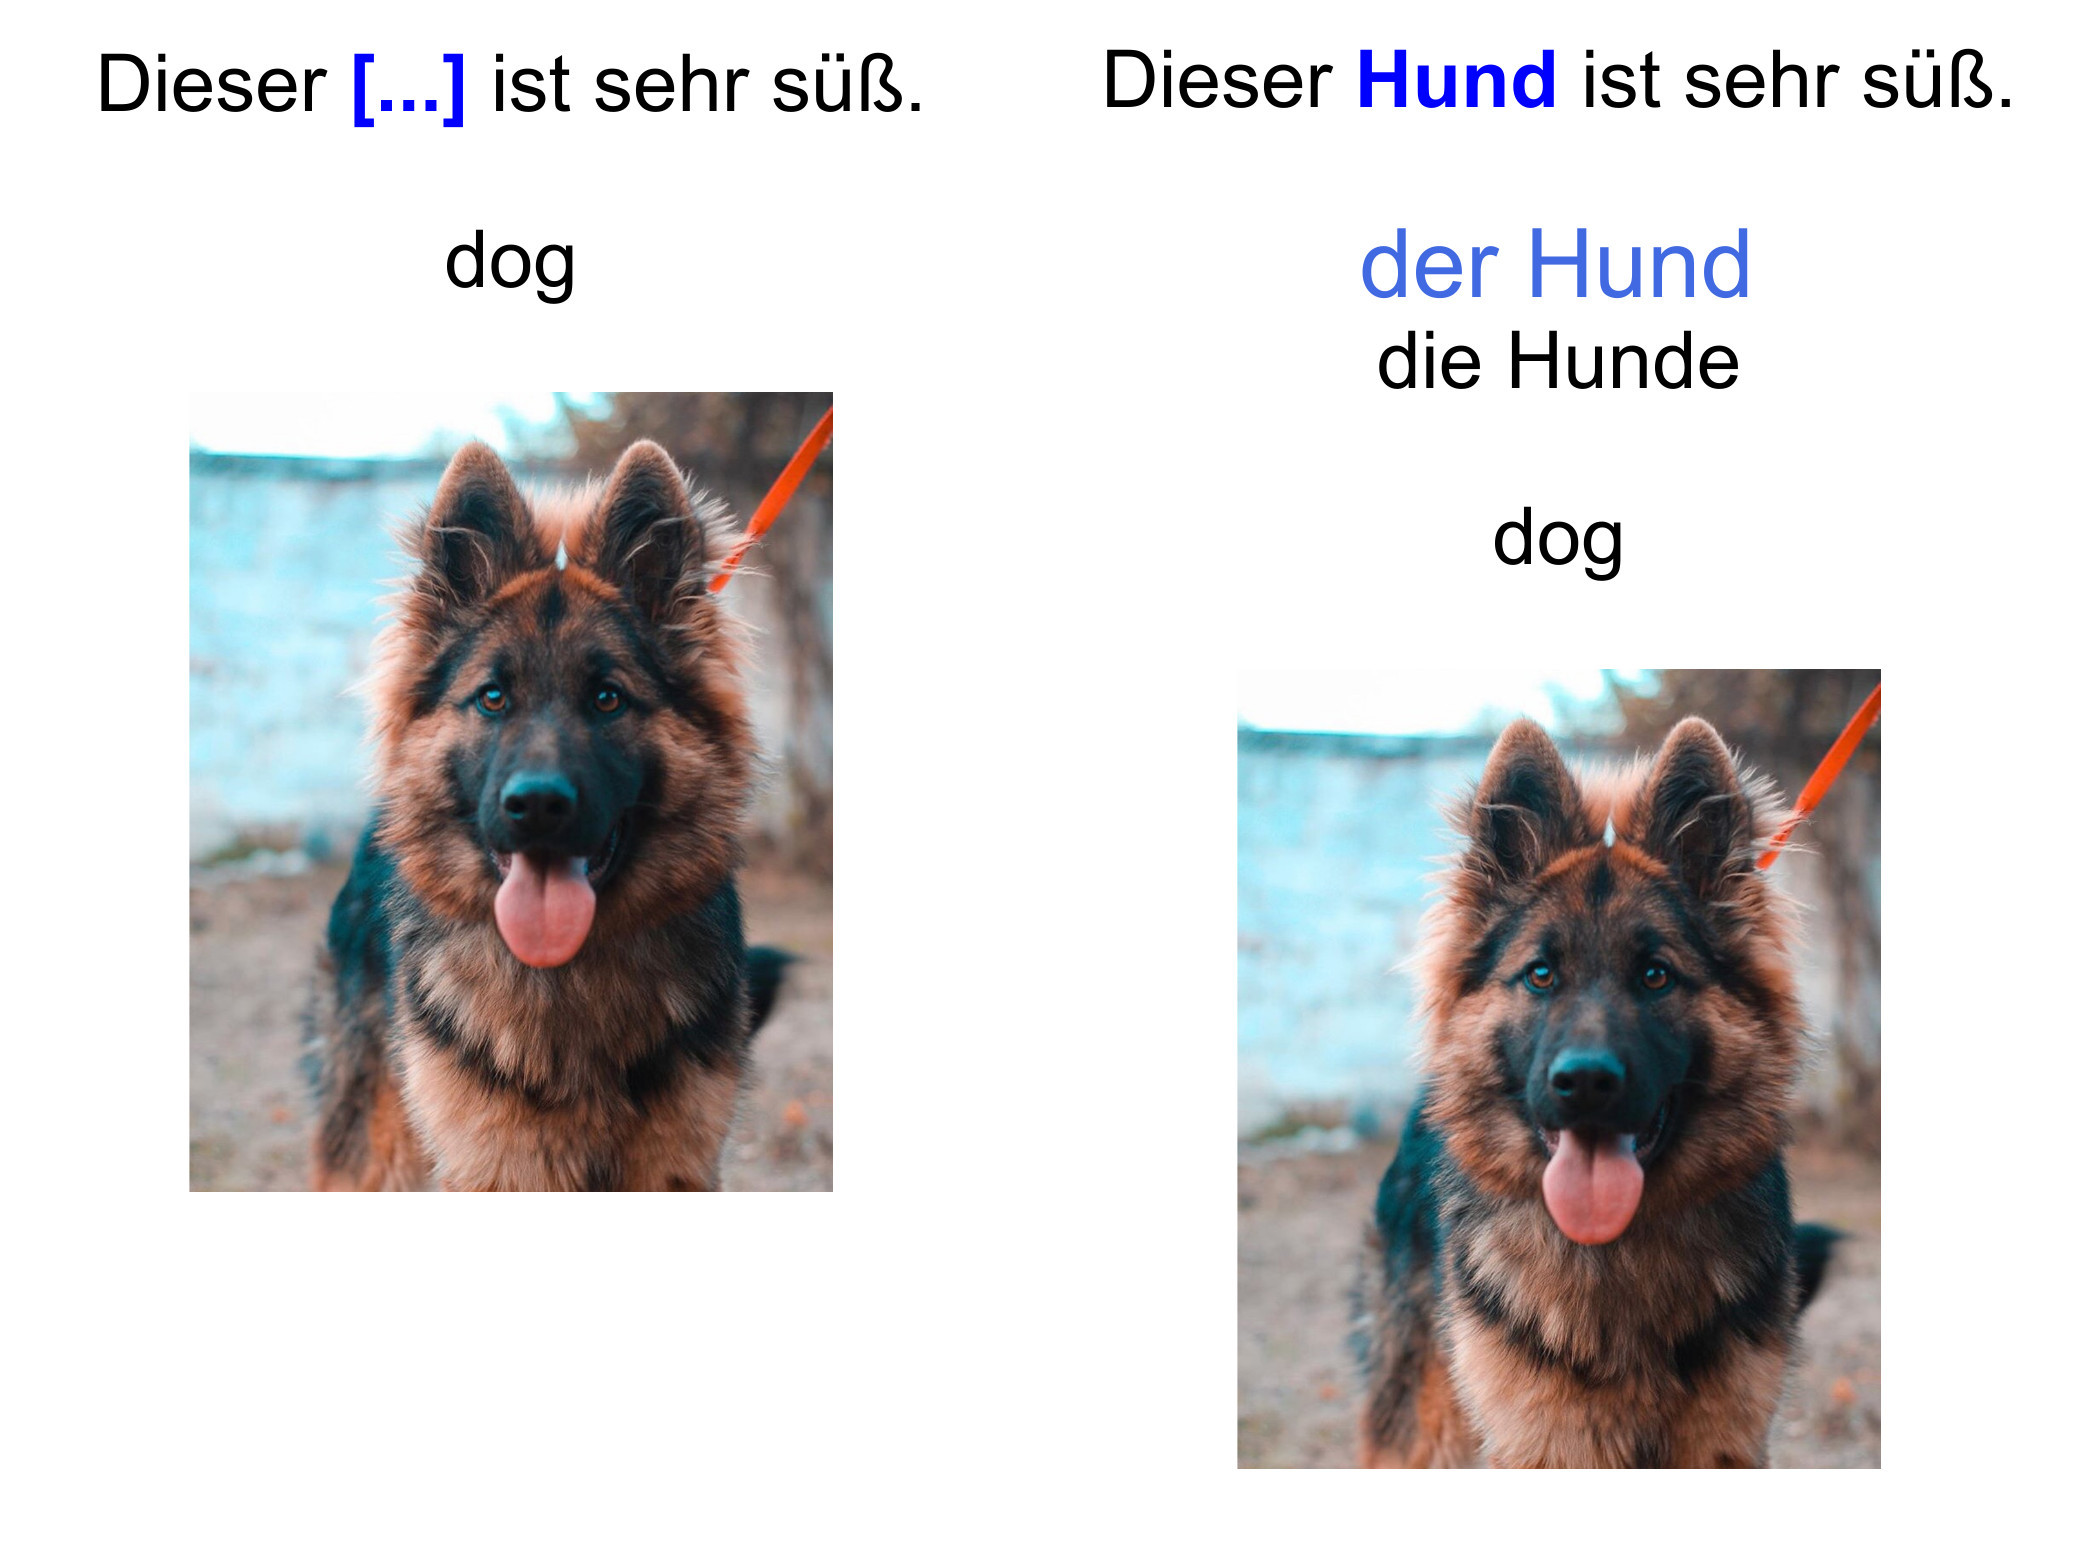 Dieser [...] ist sehr süß.
dog
Dieser Hund ist sehr süß.
der Hund
die Hunde
dog